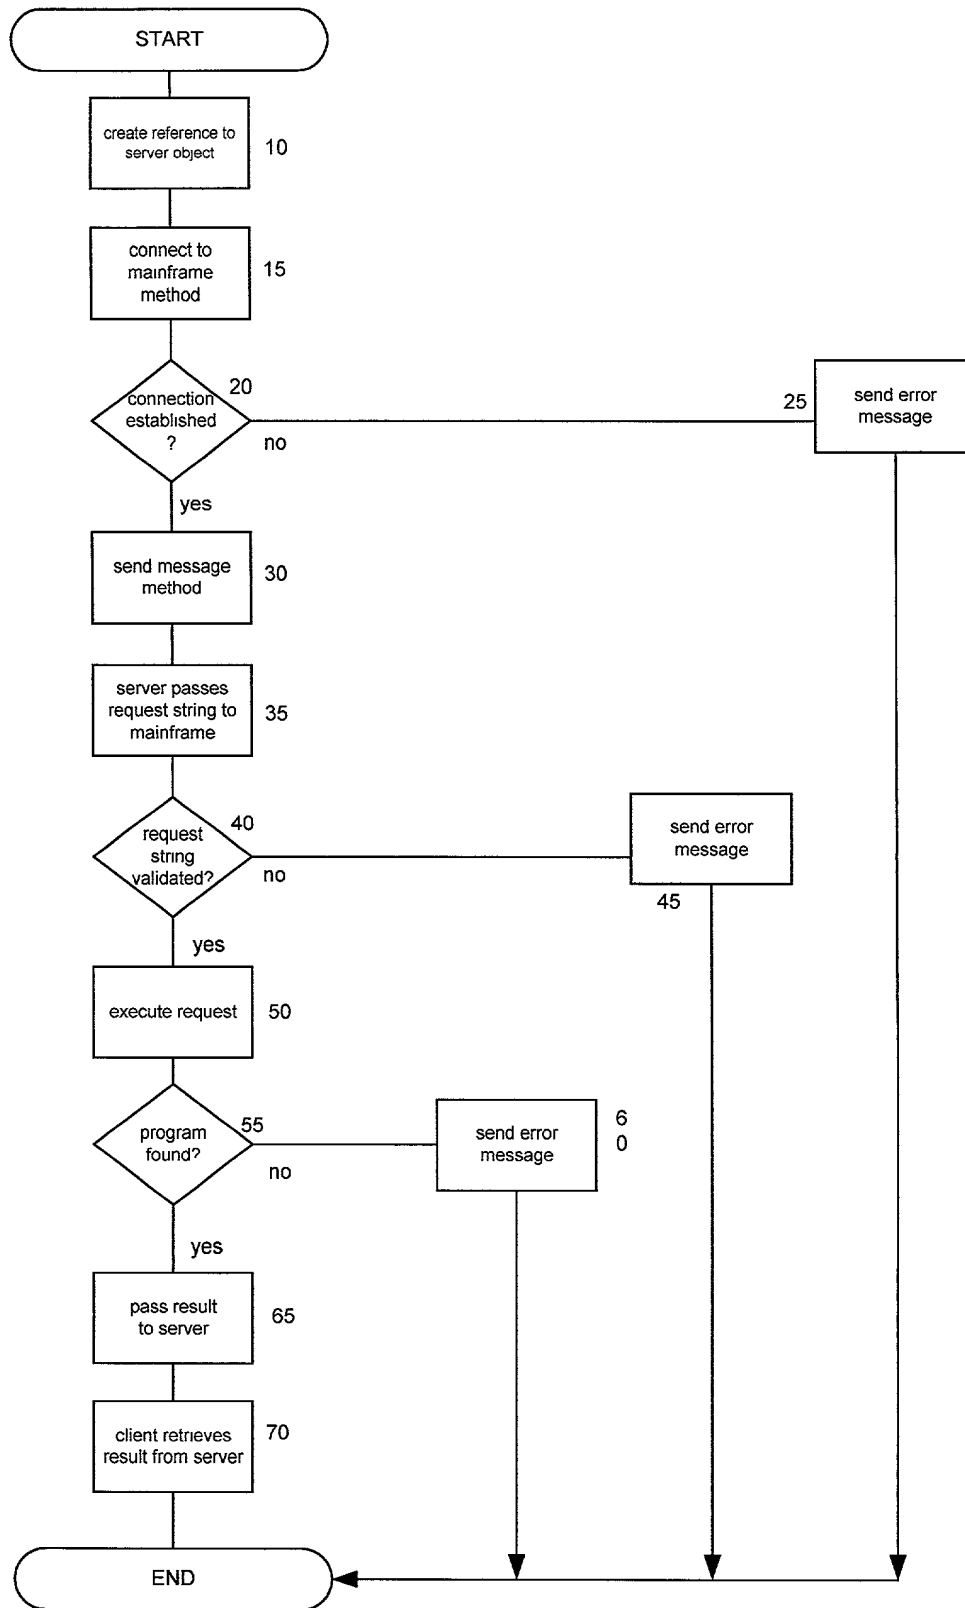 START
create reference to
server object
10
connect to
mainframe
method
15
connection
established
?
20
no
25
send error
message
yes
send message
method
30
server passes
request string to
mainframe
35
request
string
validated?
40
no
send error
message
45
yes
execute request
50
program
found?
55
no
send error
message
6
0
yes
pass result
to server
65
client retrieves
result from server
70
END